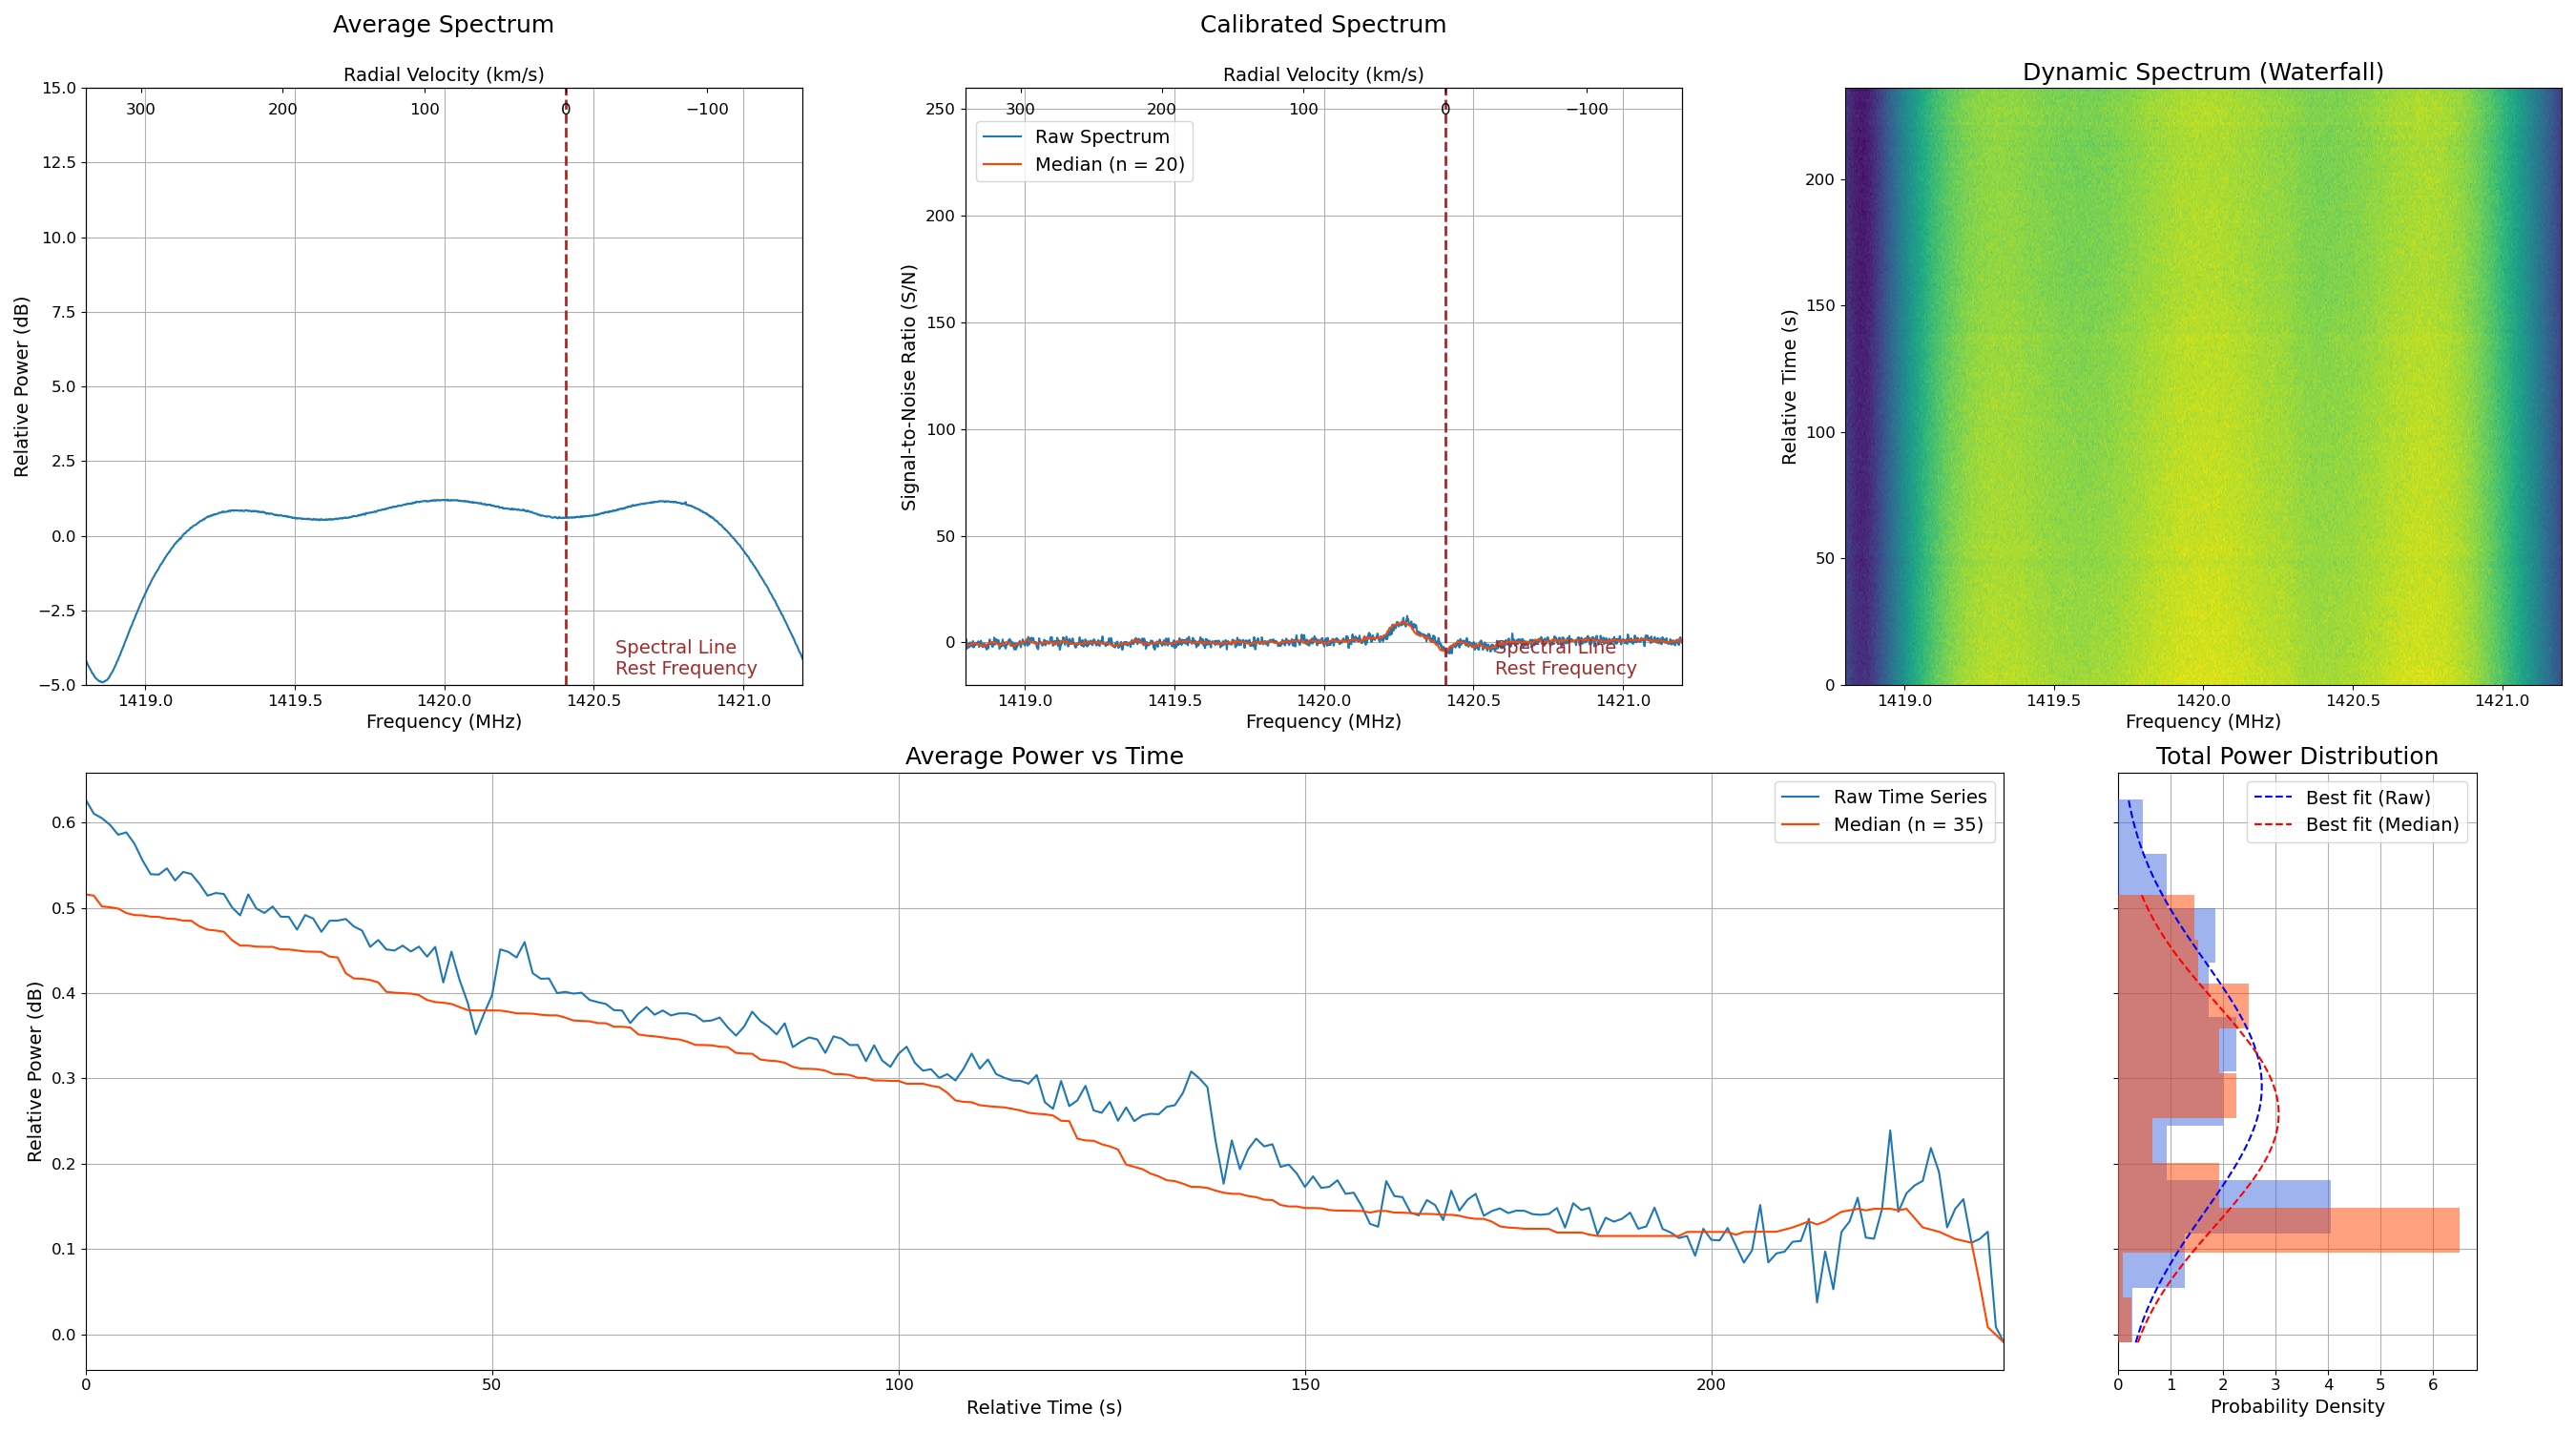 Average Spectrum
Radial Velocity (km/s)
300 200 100 0 −100
15.0
12.5
10.0
7.5
5.0
2.5
0.0
−2.5
−5.0
Relative Power (dB)
Spectral Line
Rest Frequency
1419.0 1419.5 1420.0 1420.5 1421.0
Frequency (MHz)
Calibrated Spectrum
Radial Velocity (km/s)
300 200 100 0 −100
Raw Spectrum
Median (n = 20)
250
200
150
100
50
0
Signal-to-Noise Ratio (S/N)
Spectral Line
Rest Frequency
1419.0 1419.5 1420.0 1420.5 1421.0
Frequency (MHz)
Dynamic Spectrum (Waterfall)
200
150
100
50
0
Relative Time (s)
1419.0 1419.5 1420.0 1420.5 1421.0
Frequency (MHz)
Average Power vs Time
Raw Time Series
Median (n = 35)
0.6
0.5
0.4
0.3
0.2
0.1
0.0
Relative Power (dB)
0 50 100 150 200
Relative Time (s)
Total Power Distribution
Best fit (Raw)
Best fit (Median)
0 1 2 3 4 5 6
Probability Density